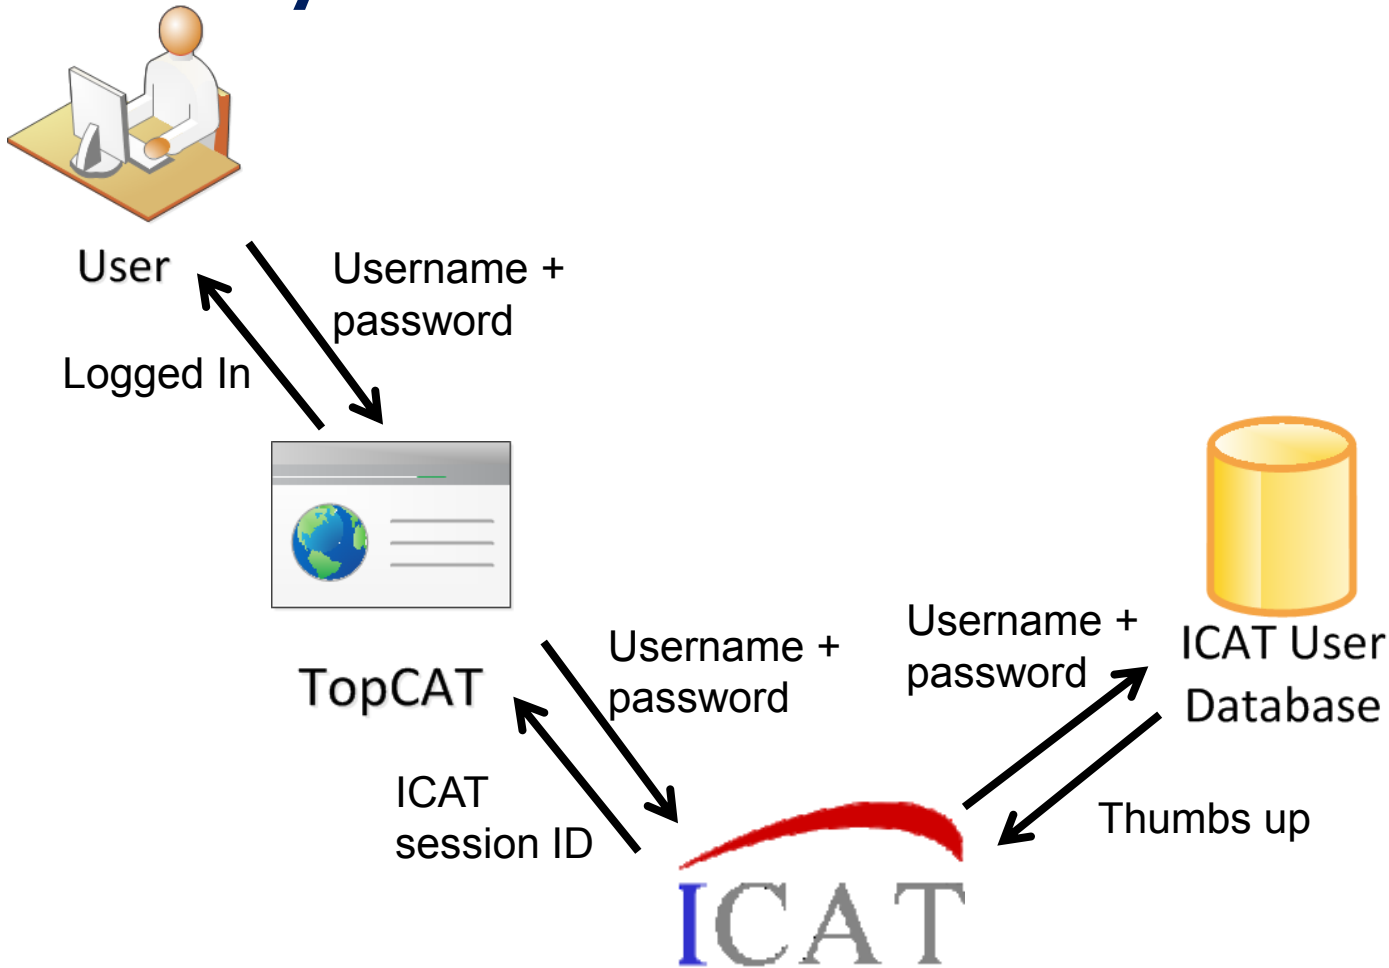 User
Username +
password
Logged In
TopCAT
Username +
password
ICAT
session ID
Username +
password
ICAT User
Database
Thumbs up
ICAT